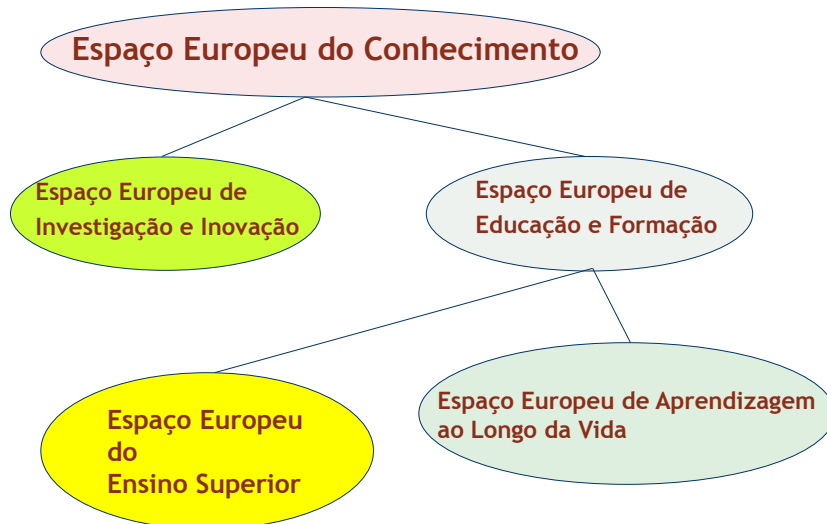 Espaço Europeu do Conhecimento
Espaço Europeu de
Investigação e Inovação
Espaço Europeu de
Educação e Formação
Espaço Europeu
do
Ensino Superior
Espaço Europeu de Aprendizagem
ao Longo da Vida